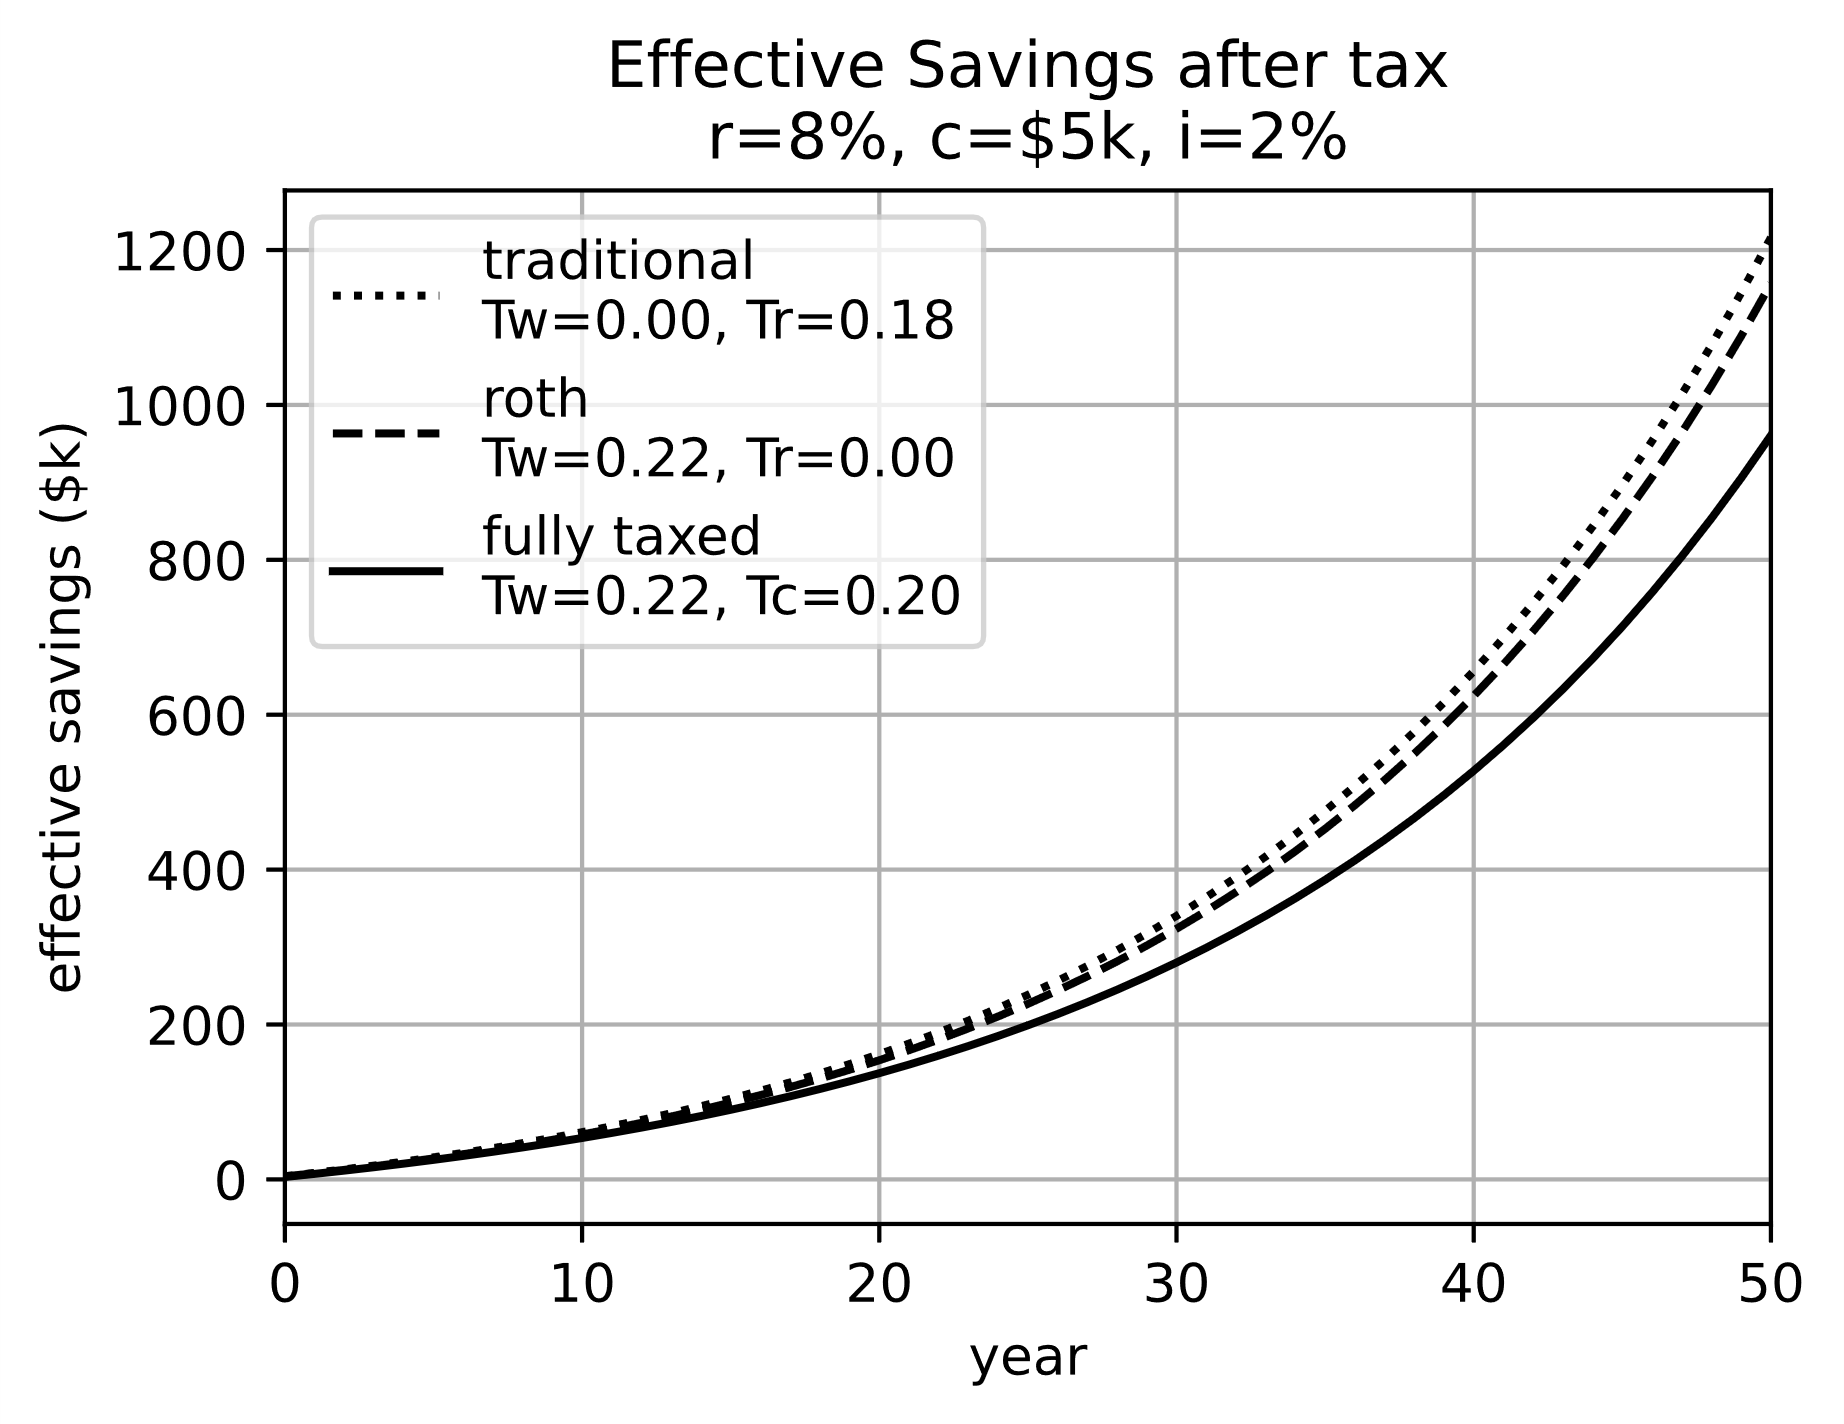 Effective Savings after tax
r=8%, c=$5k, i=2%
traditional
Tw=0.00, Tr=0.18
roth
Tw=0.22, Tr=0.00
fully taxed
Tw=0.22, Tc=0.20
effective savings ($k)
1200
1000
800
600
400
200
0
0 10 20 30 40 50
year